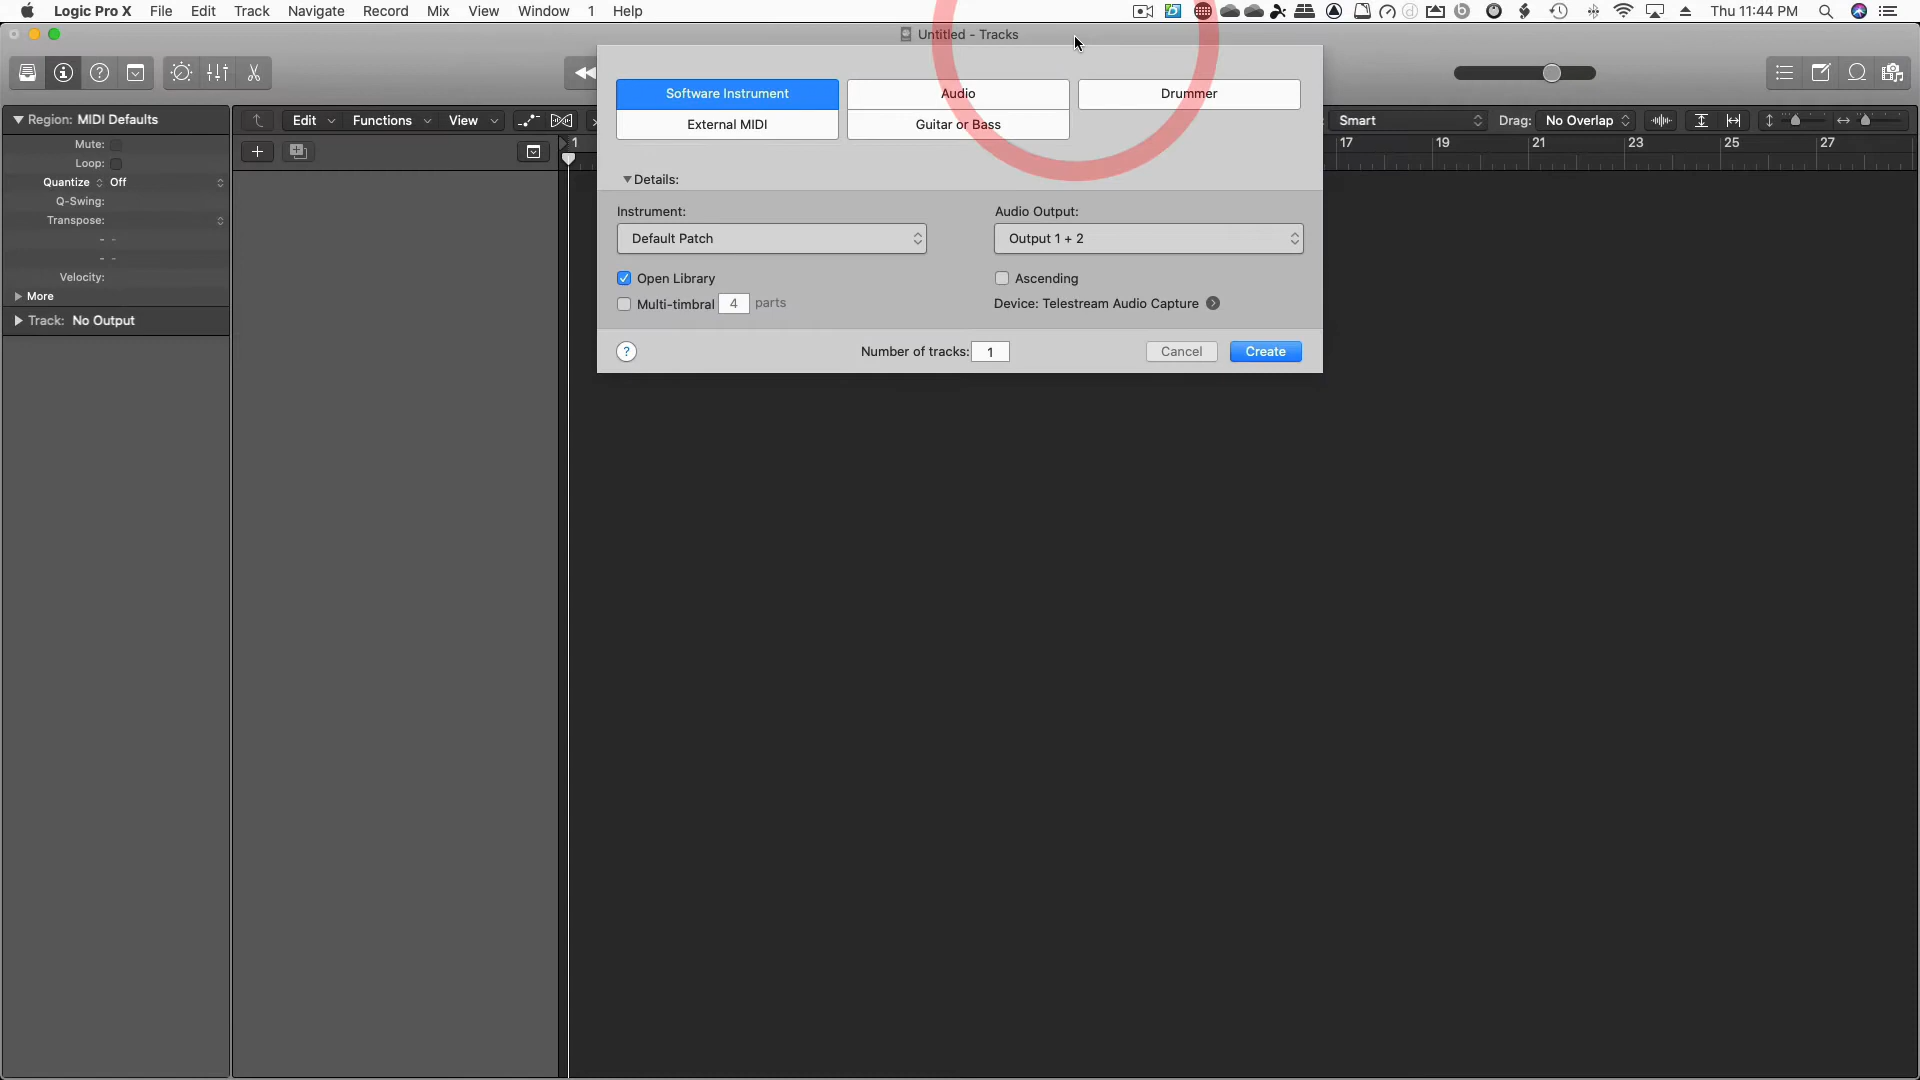 Logic Pro X File Edit Track Navigate Record Mix View Window 1 Help Thu 11:44 PM
Untitled - Tracks
Software Instrument Audio Drummer
External MIDI Guitar or Bass
Region: MIDI Defaults
Edit Functions View Smart Drag: No Overlap
Mute:
Loop:
Quantize Off
Q-Swing:
Transpose:
Velocity:
More
Track: No Output
1 17 19 21 23 25 27
Details:
Instrument: Audio Output:
Default Patch Output 1 + 2
Open Library Ascending
Multi-timbral 4 parts Device: Telestream Audio Capture
? Number of tracks: 1 Cancel Create